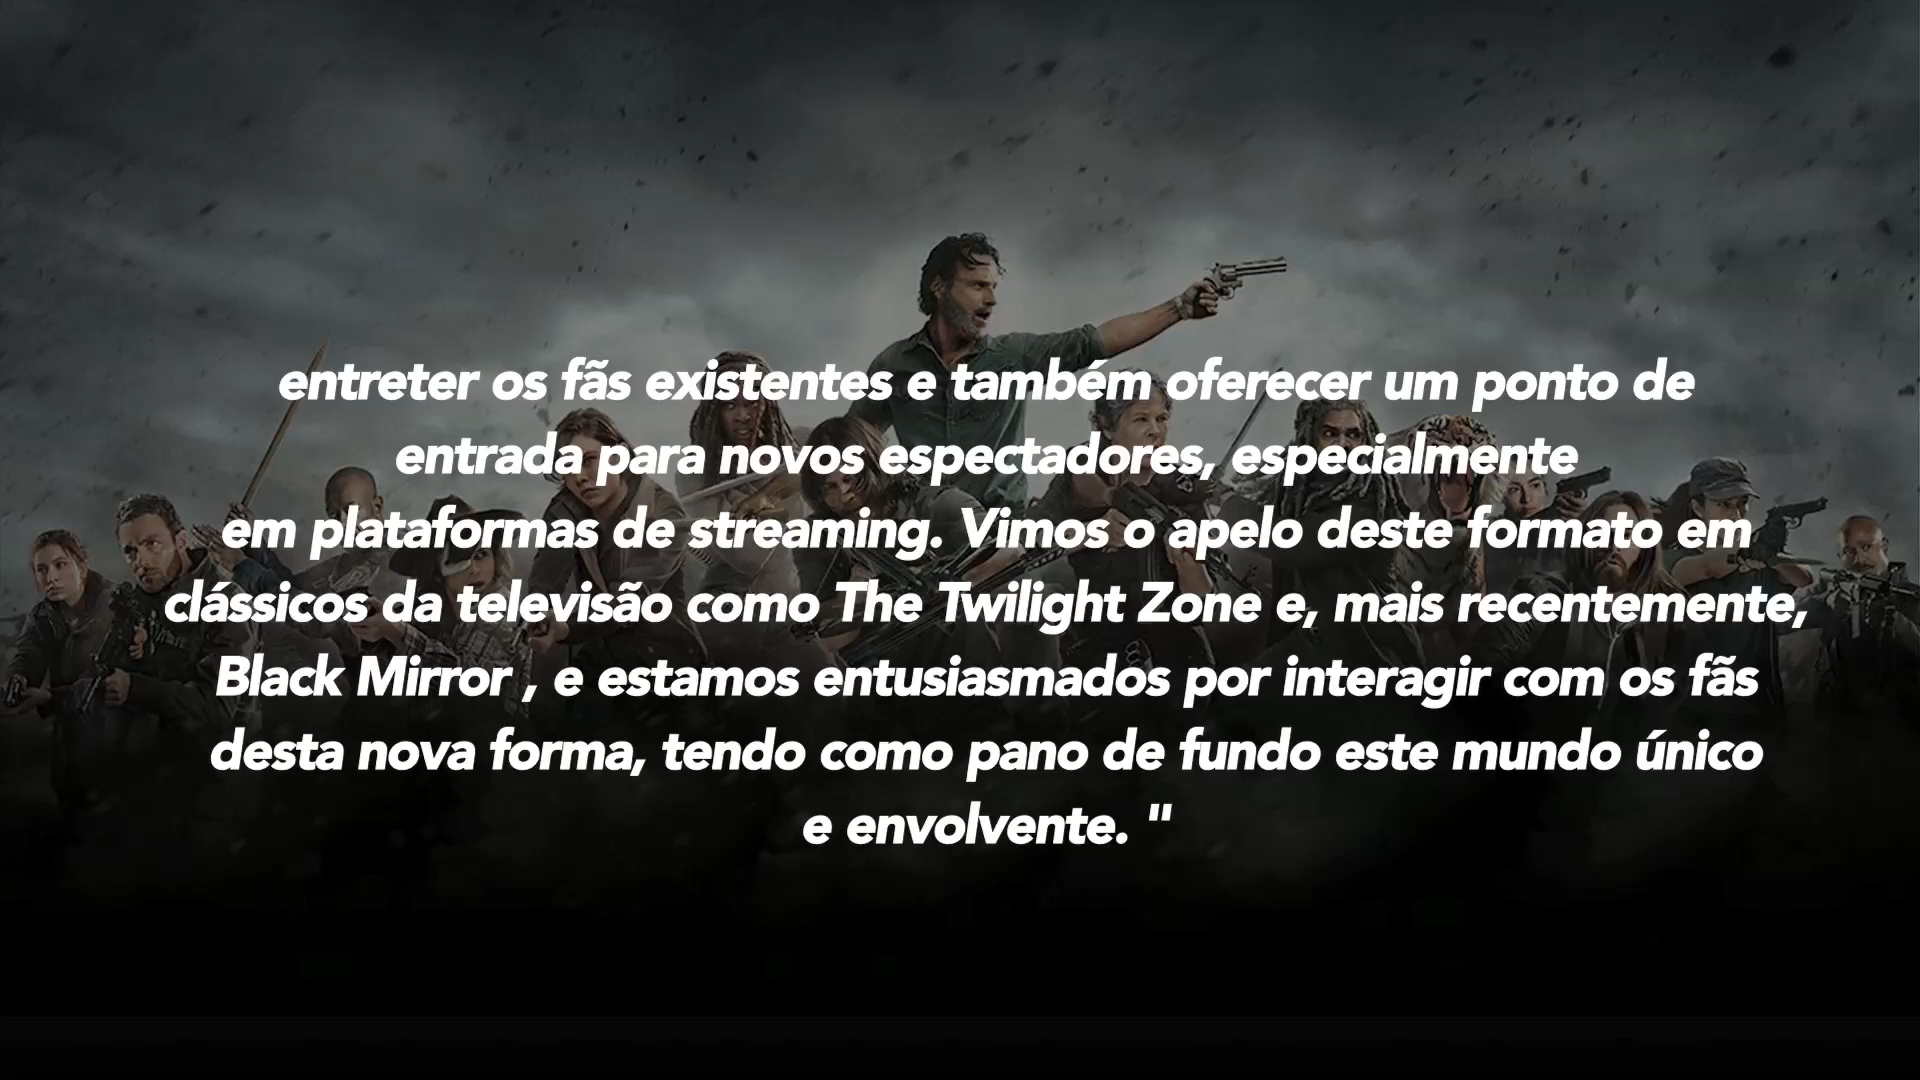 entreter os fãs existentes e também oferecer um ponto de
entrada para novos espectadores, especialmente
em plataformas de streaming. Vimos o apelo deste formato em
clássicos da televisão como The Twilight Zone e, mais recentemente,
Black Mirror , e estamos entusiasmados por interagir com os fãs
desta nova forma, tendo como pano de fundo este mundo único
e envolvente. "